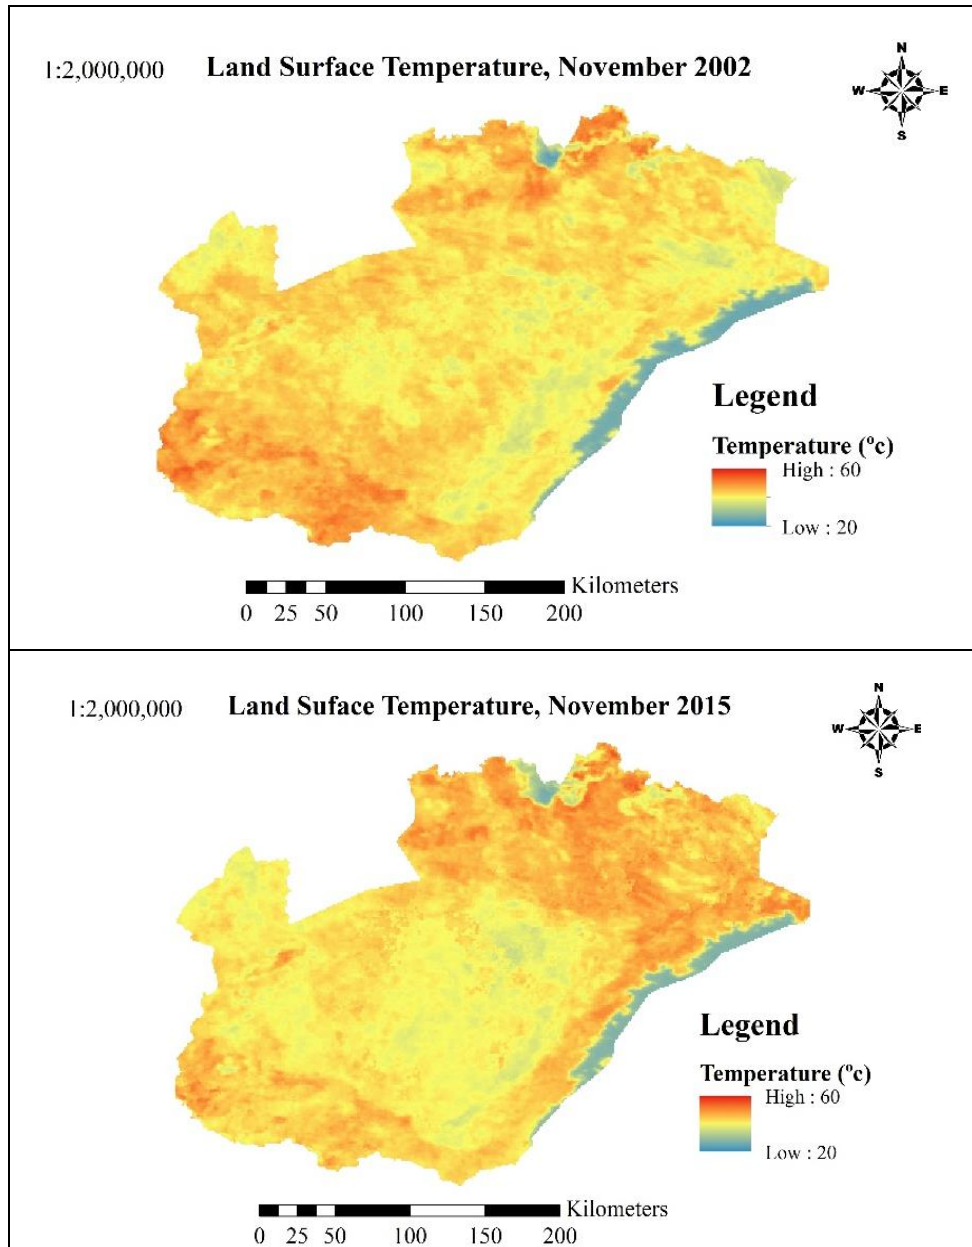 1:2,000,000 Land Surface Temperature, November 2002
N
W E
S
Legend
Temperature (ºc)
High : 60
Low : 20
Kilometers
0 25 50 100 150 200
1:2,000,000 Land Suface Temperature, November 2015
N
W E
S
Legend
Temperature (ºc)
High : 60
Low : 20
Kilometers
0 25 50 100 150 200